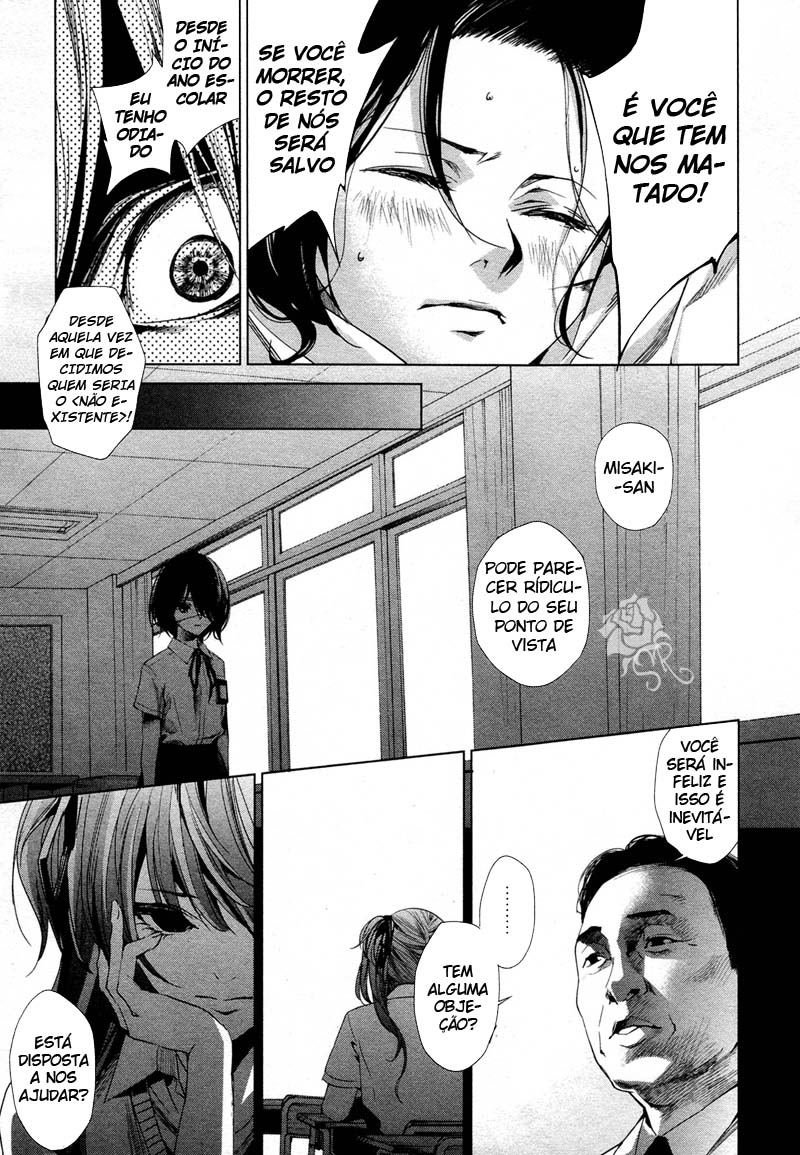 É VOCÊ
QUE TEM
NOS MA-
TADO!
SE VOCÊ
MORRER,
O RESTO
DE NÓS
SERÁ
SALVO
DESDE
O INÍ-
CIO DO
ANO ES-
COLAR
EU
TENHO
ODIA-
DO
DESDE
AQUELA VEZ
EM QUE DE-
CIDIMOS
QUEM SERIA
O <NÃO E-
XISTENTE>!
MISAKI-
-SAN
PODE PARE-
CER RÍDICU-
LO DO SEU
PONTO DE
VISTA
SR
VOCÊ
SERÁ IN-
FELIZ E
ISSO É
INEVITÁ-
VEL
......
TEM
ALGUMA
OBJE-
ÇÃO?
ESTÁ
DISPOSTA
A NOS
AJUDAR?